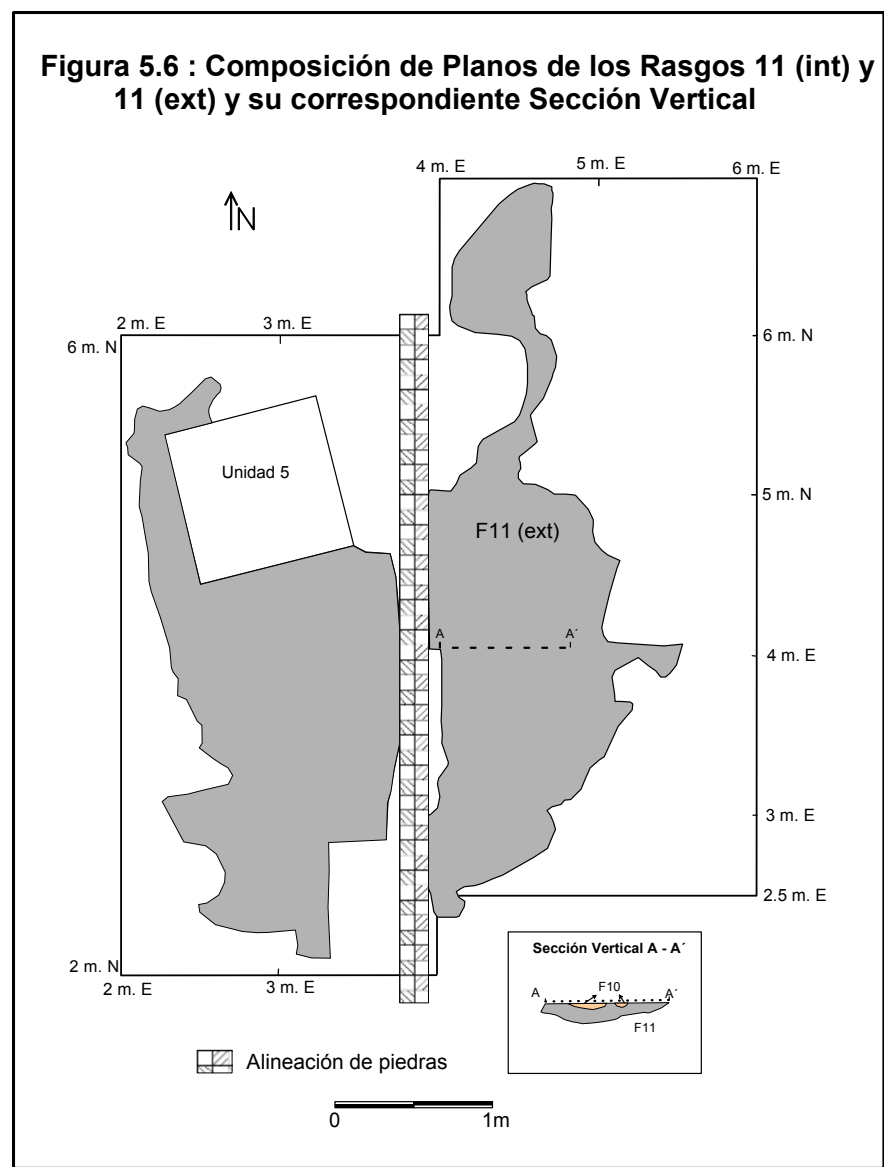 Figura 5.6 : Composición de Planos de los Rasgos 11 (int) y
11 (ext) y su correspondiente Sección Vertical
4 m. E
5 m. E
6 m. E
N
2 m. E
3 m. E
6 m. N
6 m. N
Unidad 5
5 m. N
F11 (ext)
A
A´
4 m. E
3 m. E
2.5 m. E
2 m. N
2 m. E
3 m. E
Sección Vertical A - A´
A
F10
A´
F11
Alineación de piedras
0
1m